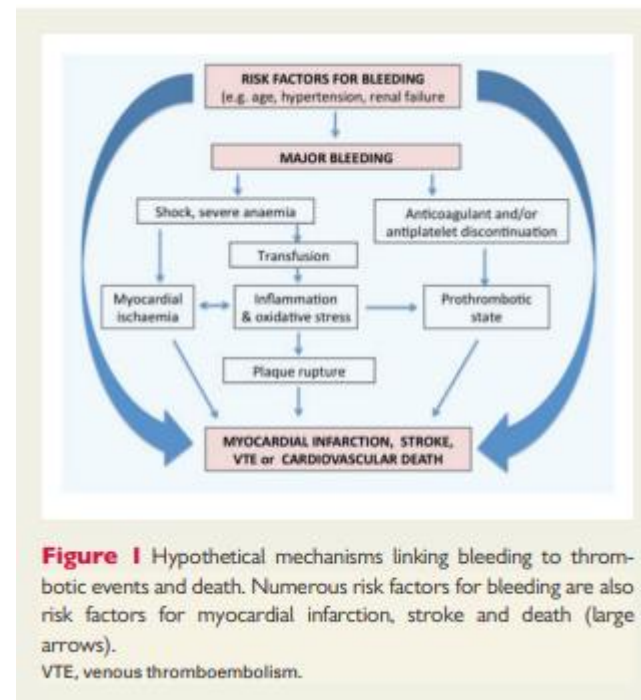 RISK FACTORS FOR BLEEDING
(e.g. age, hypertension, renal failure
MAJOR BLEEDING
Shock, severe anaemia
Anticoagulant and/or
antiplatelet discontinuation
Transfusion
Myocardial
ischaemia
Inflammation
& oxidative stress
Prothrombotic
state
Plaque rupture
MYOCARDIAL INFARCTION, STROKE,
VTE or CARDIOVASCULAR DEATH
Figure 1 Hypothetical mechanisms linking bleeding to throm-
botic events and death. Numerous risk factors for bleeding are also
risk factors for myocardial infarction, stroke and death (large
arrows).
VTE, venous thromboembolism.